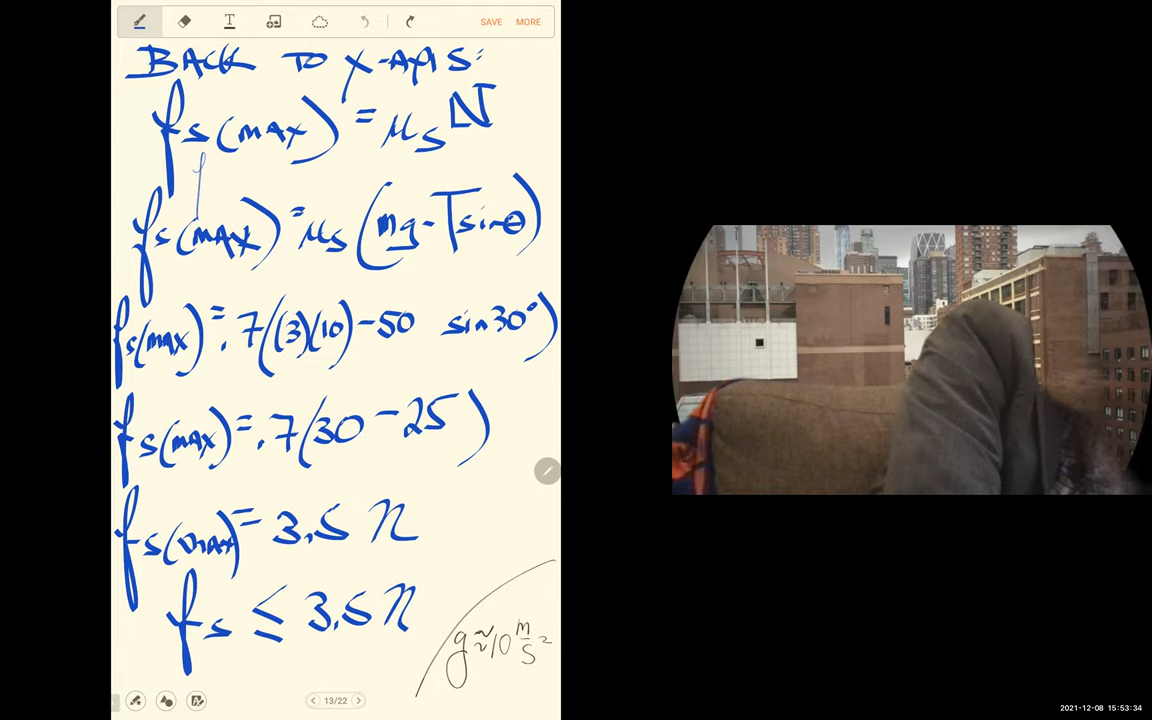 T
SAVE
MORE
BACK TO X-AXIS:
fs(max) = μs N
fs(max) = μs (mg - T sin θ)
fs(max) = .7((3)(10) - 50 sin 30°)
fs(max) = .7(30 - 25)
fs(max) = 3.5 N
fs ≤ 3.5 N
g ≈ 10 m/s²
13/22
2021-12-08 15:53:34